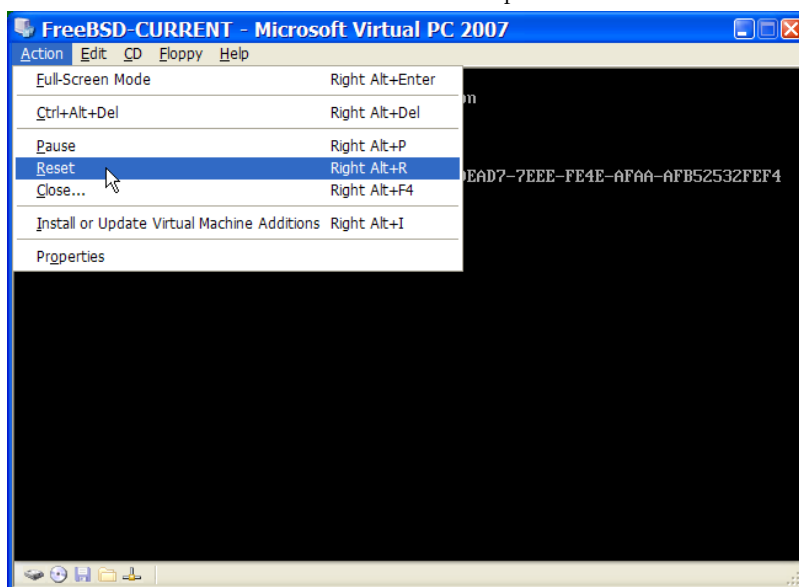 FreeBSD-CURRENT - Microsoft Virtual PC 2007
Action Edit CD Floppy Help
Full-Screen Mode Right Alt+Enter
Ctrl+Alt+Del Right Alt+Del
Pause Right Alt+P
Reset Right Alt+R
EAD7-7EEE-FE4E-AFAA-AFB52532FEF4
Close... Right Alt+F4
Install or Update Virtual Machine Additions Right Alt+I
Properties